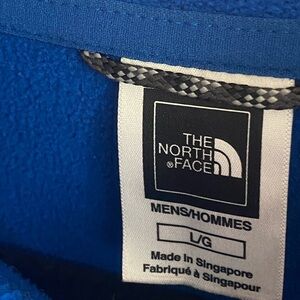 THE
NORTH
®FACE
MENS/HOMMES
L/G
Made in Singapore
Fabriqué à Singapour